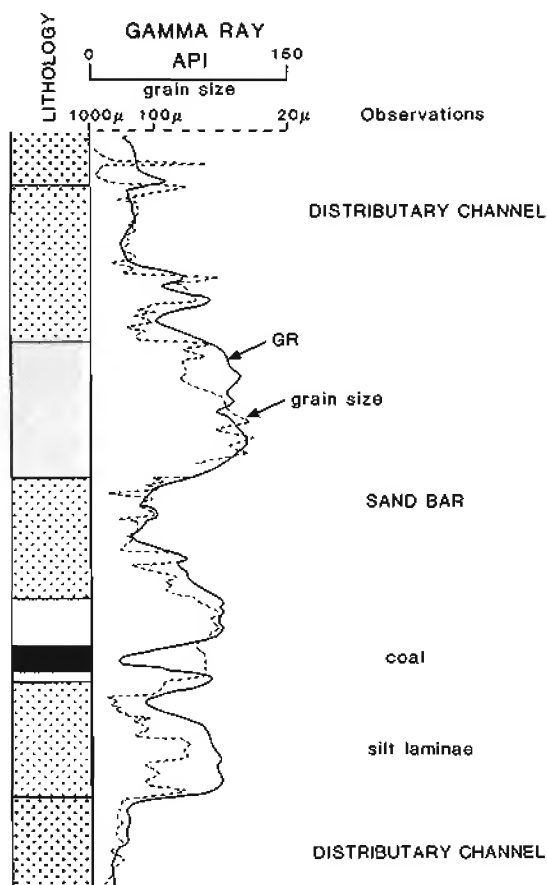 LITHOLOGY
GAMMA RAY
0 API 150
grain size
1000μ 100μ 20μ Observations
DISTRIBUTARY CHANNEL
GR
grain size
SAND BAR
coal
silt laminae
DISTRIBUTARY CHANNEL